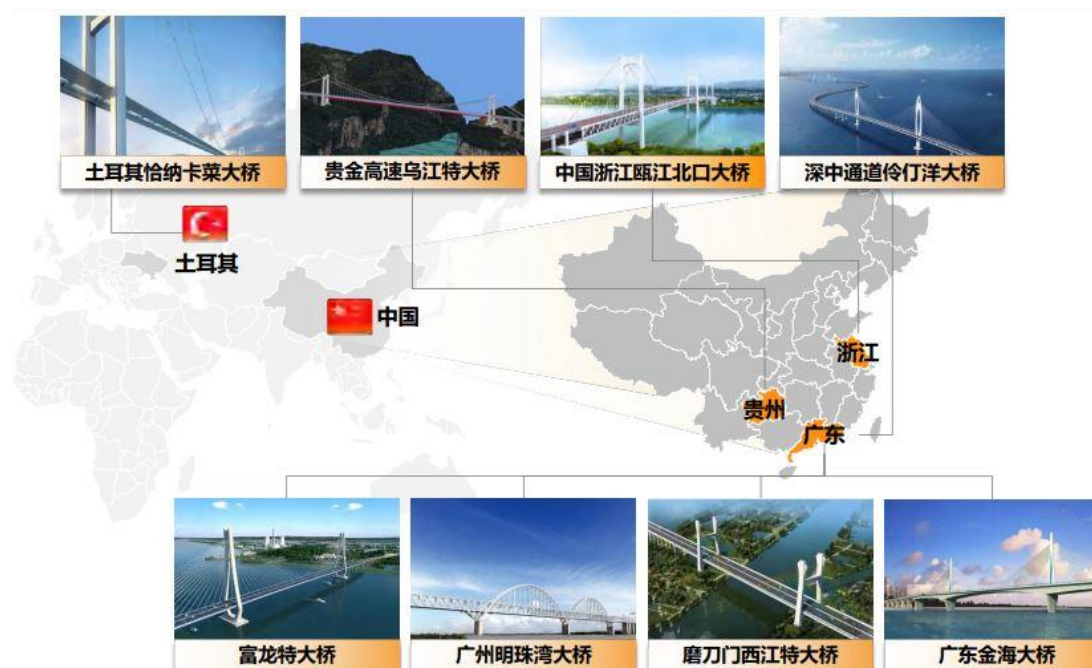 土耳其恰纳卡莱大桥
贵金高速乌江特大桥
中国浙江瓯江北口大桥
深中通道伶仃洋大桥
土耳其
中国
浙江
贵州
广东
富龙特大桥
广州明珠湾大桥
磨刀门西江特大桥
广东金海大桥